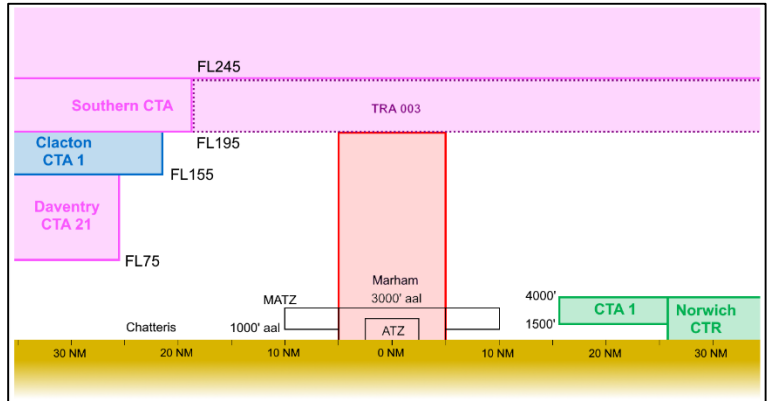 FL245
Southern CTA
TRA 003
Clacton
CTA 1
FL195
FL155
Daventry
CTA 21
FL75
Marham
MATZ
3000' aal
4000'
CTA 1
Norwich
CTR
Chatteris
1000' aal
ATZ
1500'
30 NM
20 NM
10 NM
0 NM
10 NM
20 NM
30 NM